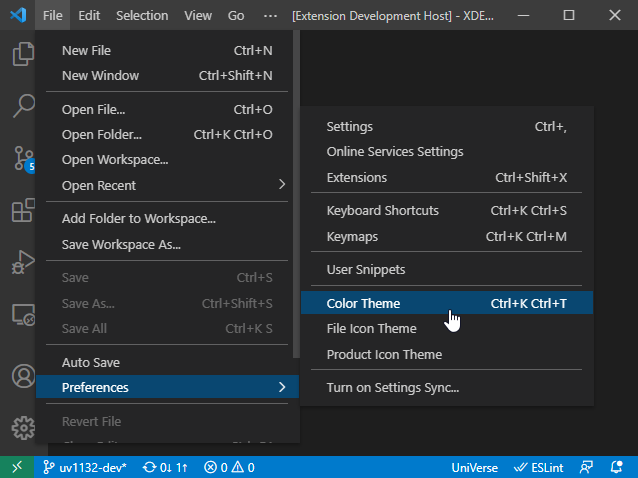 File Edit Selection View Go ··· [Extension Development Host] - XDE...
New File Ctrl+N
New Window Ctrl+Shift+N
Open File... Ctrl+O
Open Folder... Ctrl+K Ctrl+O
Open Workspace...
Open Recent
Add Folder to Workspace...
Save Workspace As...
Save Ctrl+S
Save As... Ctrl+Shift+S
Save All Ctrl+K S
Auto Save
Preferences
Revert File
Settings Ctrl+,
Online Services Settings
Extensions Ctrl+Shift+X
Keyboard Shortcuts Ctrl+K Ctrl+S
Keymaps Ctrl+K Ctrl+M
User Snippets
Color Theme Ctrl+K Ctrl+T
File Icon Theme
Product Icon Theme
Turn on Settings Sync...
5
uv1132-dev* 0↓ 1↑ 0 0 UniVerse ESLint